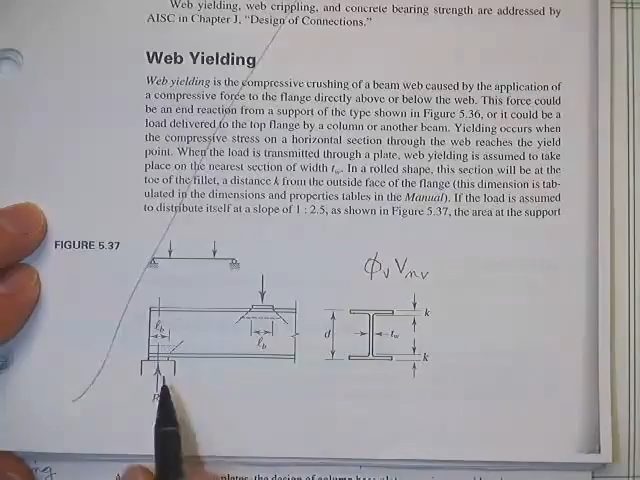 Web yielding, web crippling, and concrete bearing strength are addressed by
AISC in Chapter J, "Design of Connections."
Web Yielding
Web yielding is the compressive crushing of a beam web caused by the application of
a compressive force to the flange directly above or below the web. This force could
be an end reaction from a support of the type shown in Figure 5.36, or it could be a
load delivered to the top flange by a column or another beam. Yielding occurs when
the compressive stress on a horizontal section through the web reaches the yield
point. When the load is transmitted through a plate, web yielding is assumed to take
place on the nearest section of width tw. In a rolled shape, this section will be at the
toe of the fillet, a distance k from the outside face of the flange (this dimension is tab-
ulated in the dimensions and properties tables in the Manual). If the load is assumed
to distribute itself at a slope of 1 : 2.5, as shown in Figure 5.37, the area at the support
FIGURE 5.37
ϕv Vnv
k
ℓb
d
tw
ℓb
k
R